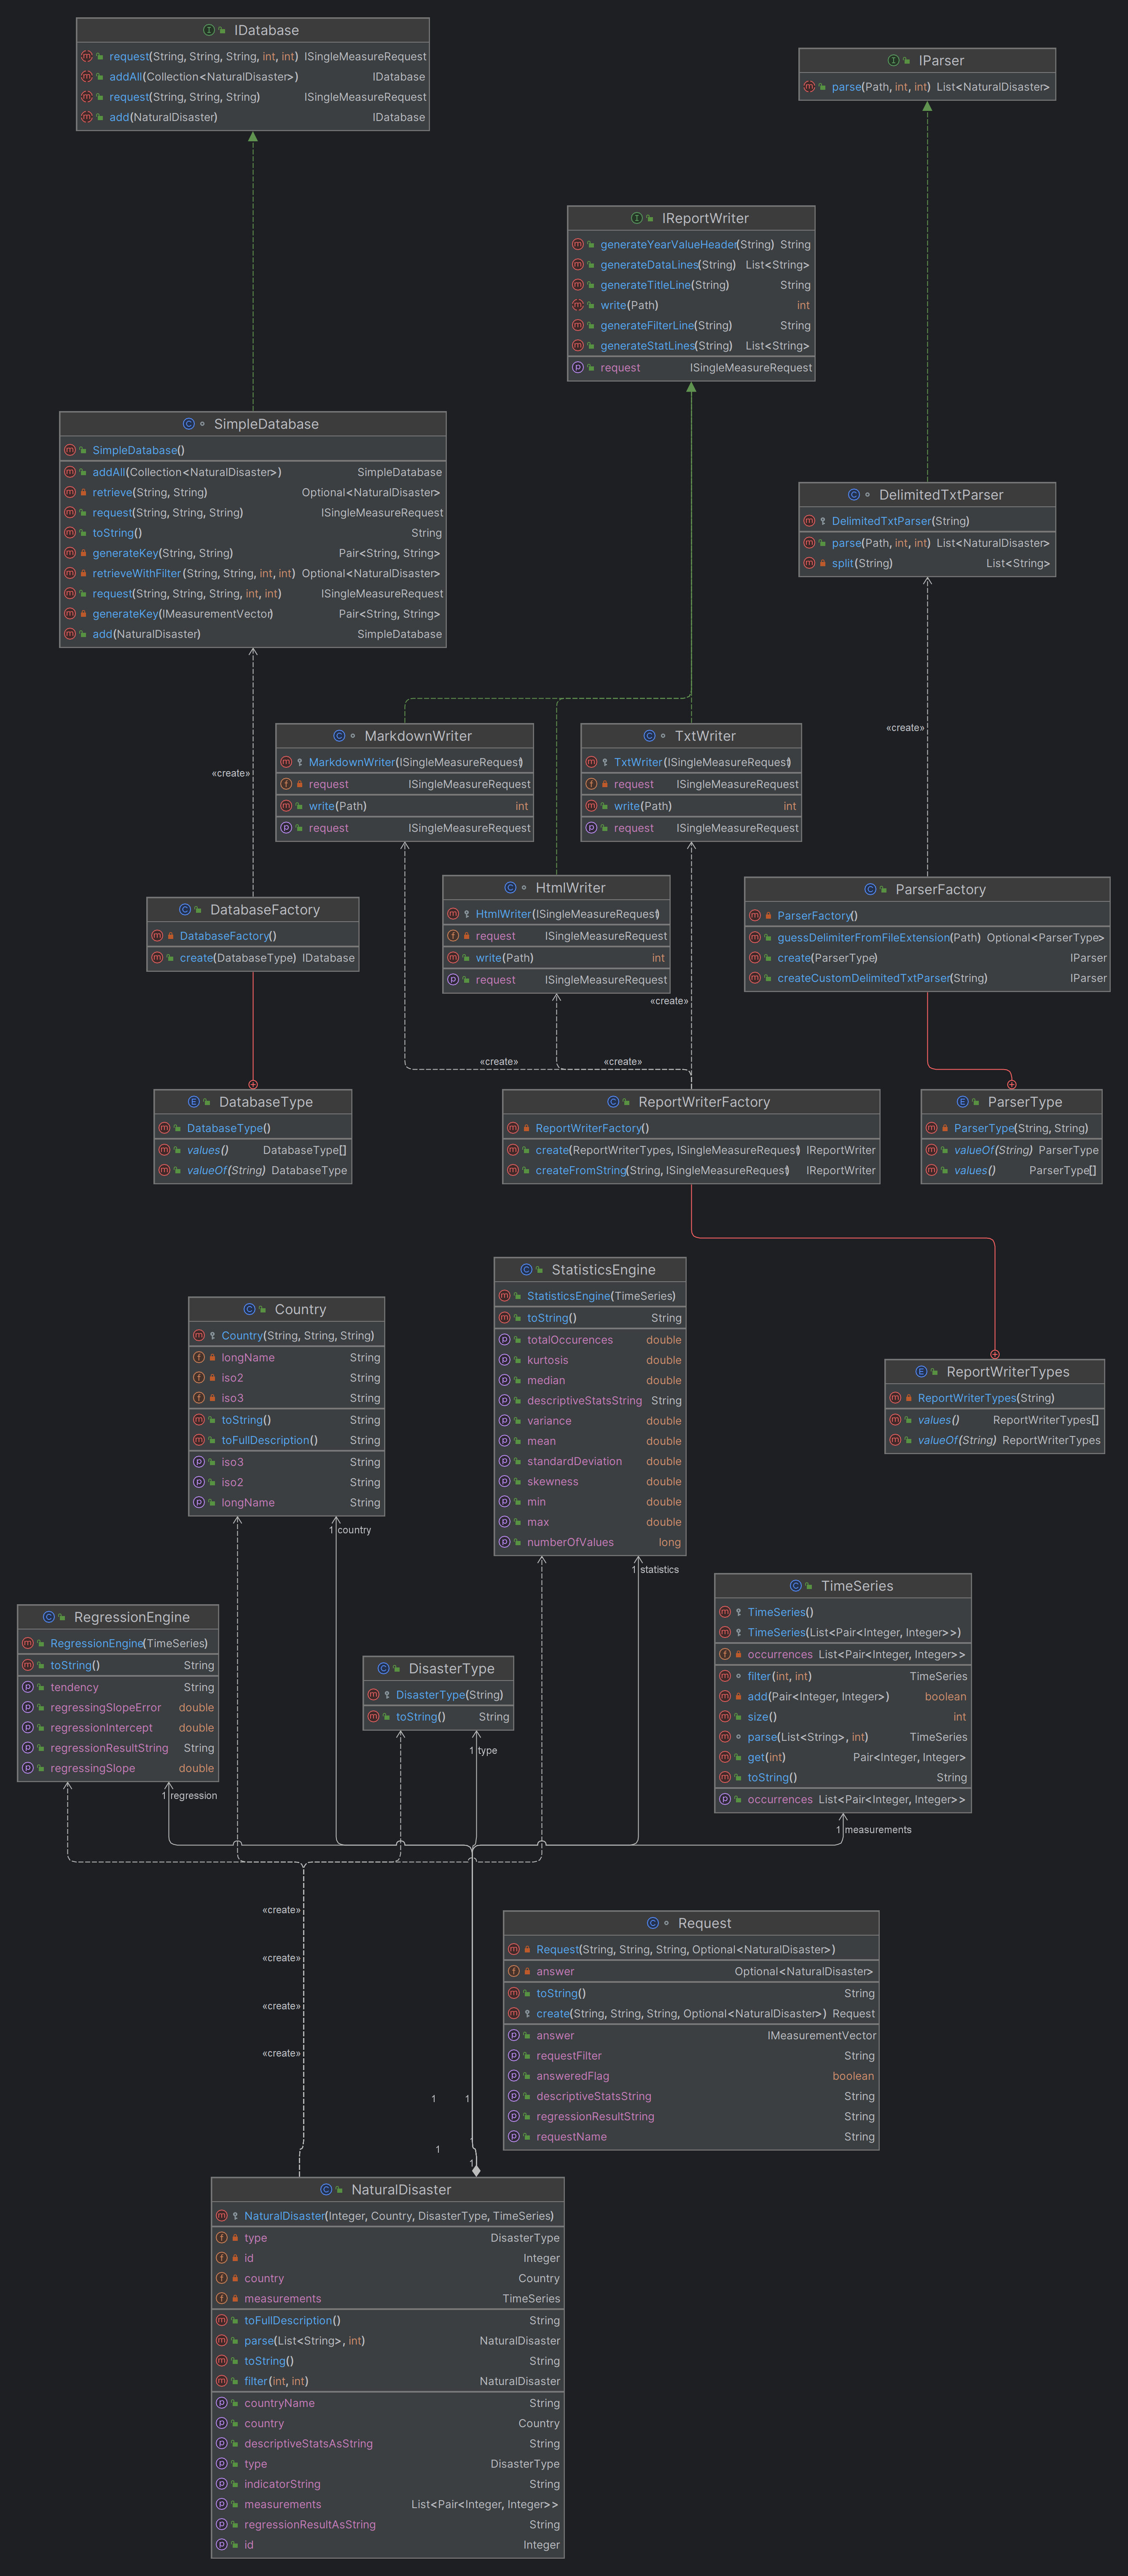 IDatabase
request(String, String, String, int, int) ISingleMeasureRequest
addAll(Collection<NaturalDisaster>) IDatabase
request(String, String, String) ISingleMeasureRequest
add(NaturalDisaster) IDatabase
IParser
parse(Path, int, int) List<NaturalDisaster>
IReportWriter
generateYearValueHeader(String) String
generateDataLines(String) List<String>
generateTitleLine(String) String
write(Path) int
generateFilterLine(String) String
generateStatLines(String) List<String>
request ISingleMeasureRequest
SimpleDatabase
SimpleDatabase()
addAll(Collection<NaturalDisaster>) SimpleDatabase
retrieve(String, String) Optional<NaturalDisaster>
request(String, String, String) ISingleMeasureRequest
toString() String
generateKey(String, String) Pair<String, String>
retrieveWithFilter(String, String, int, int) Optional<NaturalDisaster>
request(String, String, String, int, int) ISingleMeasureRequest
generateKey(IMeasurementVector) Pair<String, String>
add(NaturalDisaster) SimpleDatabase
DelimitedTxtParser
DelimitedTxtParser(String)
parse(Path, int, int) List<NaturalDisaster>
split(String) List<String>
«create»
«create»
MarkdownWriter
MarkdownWriter(ISingleMeasureRequest)
request ISingleMeasureRequest
write(Path) int
request ISingleMeasureRequest
TxtWriter
TxtWriter(ISingleMeasureRequest)
request ISingleMeasureRequest
write(Path) int
request ISingleMeasureRequest
HtmlWriter
HtmlWriter(ISingleMeasureRequest)
request ISingleMeasureRequest
write(Path) int
request ISingleMeasureRequest
DatabaseFactory
DatabaseFactory()
create(DatabaseType) IDatabase
ParserFactory
ParserFactory()
guessDelimiterFromFileExtension(Path) Optional<ParserType>
create(ParserType) IParser
createCustomDelimitedTxtParser(String) IParser
«create»
«create»
«create»
DatabaseType
DatabaseType()
values() DatabaseType[]
valueOf(String) DatabaseType
ReportWriterFactory
ReportWriterFactory()
create(ReportWriterTypes, ISingleMeasureRequest) IReportWriter
createFromString(String, ISingleMeasureRequest) IReportWriter
ParserType
ParserType(String, String)
valueOf(String) ParserType
values() ParserType[]
StatisticsEngine
StatisticsEngine(TimeSeries)
toString() String
totalOccurences double
kurtosis double
median double
descriptiveStatsString String
variance double
mean double
standardDeviation double
skewness double
min double
max double
numberOfValues long
Country
Country(String, String, String)
longName String
iso2 String
iso3 String
toString() String
toFullDescription() String
iso3 String
iso2 String
longName String
ReportWriterTypes
ReportWriterTypes(String)
values() ReportWriterTypes[]
valueOf(String) ReportWriterTypes
1 country
1 statistics
TimeSeries
TimeSeries()
TimeSeries(List<Pair<Integer, Integer>>)
occurrences List<Pair<Integer, Integer>>
filter(int, int) TimeSeries
add(Pair<Integer, Integer>) boolean
size() int
parse(List<String>, int) TimeSeries
get(int) Pair<Integer, Integer>
toString() String
occurrences List<Pair<Integer, Integer>>
RegressionEngine
RegressionEngine(TimeSeries)
toString() String
tendency String
regressingSlopeError double
regressionIntercept double
regressionResultString String
regressingSlope double
DisasterType
DisasterType(String)
toString() String
1 type
1 regression
1 measurements
«create»
«create»
«create»
«create»
Request
Request(String, String, String, Optional<NaturalDisaster>)
answer Optional<NaturalDisaster>
toString() String
create(String, String, String, Optional<NaturalDisaster>) Request
answer IMeasurementVector
requestFilter String
answeredFlag boolean
descriptiveStatsString String
regressionResultString String
requestName String
1 1
1
1
NaturalDisaster
NaturalDisaster(Integer, Country, DisasterType, TimeSeries)
type DisasterType
id Integer
country Country
measurements TimeSeries
toFullDescription() String
parse(List<String>, int) NaturalDisaster
toString() String
filter(int, int) NaturalDisaster
countryName String
country Country
descriptiveStatsAsString String
type DisasterType
indicatorString String
measurements List<Pair<Integer, Integer>>
regressionResultAsString String
id Integer